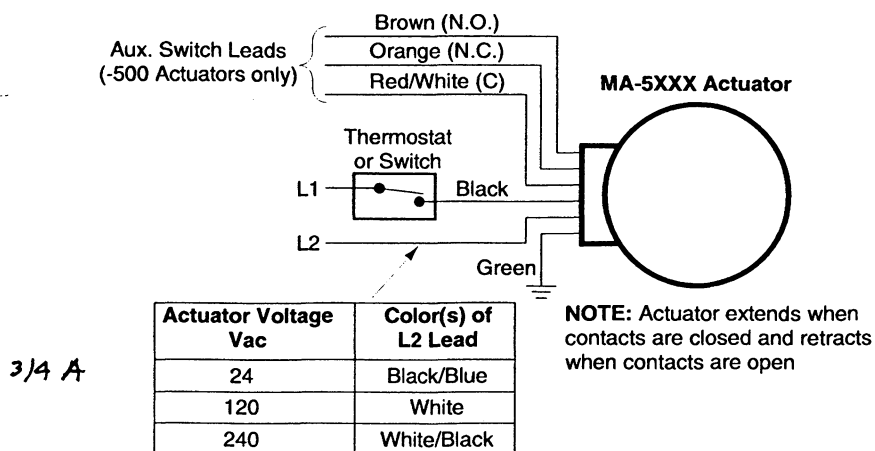 Brown (N.O.)
Aux. Switch Leads
(-500 Actuators only)
Orange (N.C.)
Red/White (C)
MA-5XXX Actuator
Thermostat
or Switch
L1
Black
L2
Green
NOTE: Actuator extends when
contacts are closed and retracts
when contacts are open
Actuator Voltage
Vac
Color(s) of
L2 Lead
24
Black/Blue
120
White
240
White/Black
3/4 A